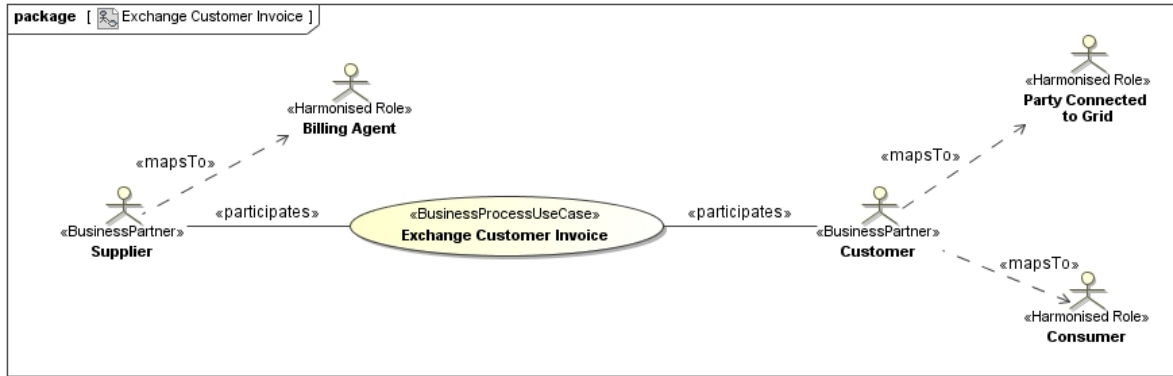 package [ Exchange Customer Invoice ]
«Harmonised Role»
Billing Agent
«mapsTo»
«BusinessPartner»
Supplier
«participates»
«BusinessProcessUseCase»
Exchange Customer Invoice
«participates»
«BusinessPartner»
Customer
«mapsTo»
«Harmonised Role»
Party Connected
to Grid
«mapsTo»
«Harmonised Role»
Consumer